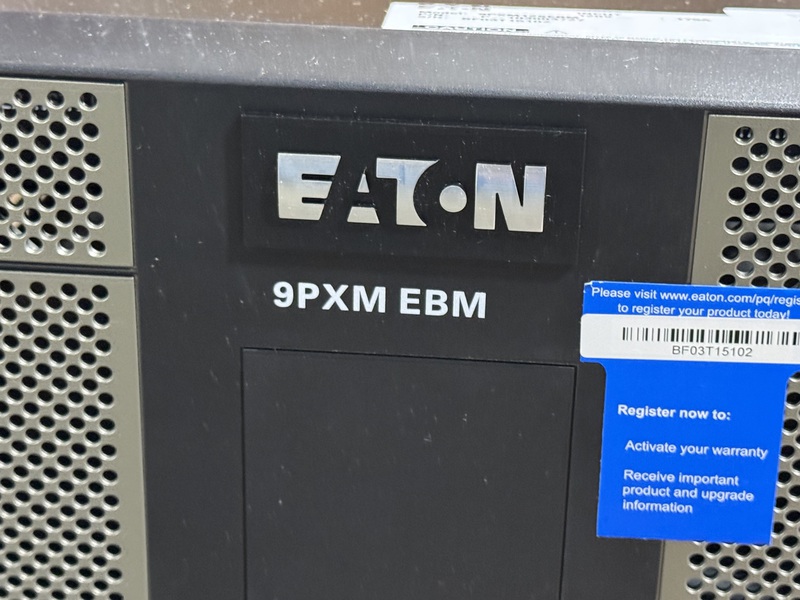 EATON
9PXM EBM
Please visit www.eaton.com/pq/regis
to register your product today!
BF03T15102
Register now to:
Activate your warranty
Receive important
product and upgrade
information